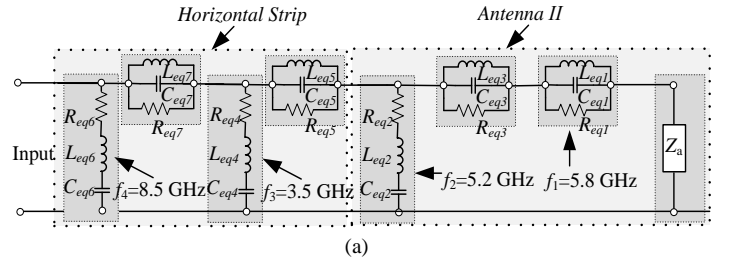 Horizontal Strip
Antenna II
L_eq7
C_eq7
R_eq7
L_eq5
C_eq5
R_eq5
L_eq3
C_eq3
R_eq3
L_eq1
C_eq1
R_eq1
R_eq6
L_eq6
C_eq6
R_eq4
L_eq4
C_eq4
R_eq2
L_eq2
C_eq2
Z_a
Input
f_4=8.5 GHz
f_3=3.5 GHz
f_2=5.2 GHz
f_1=5.8 GHz
(a)